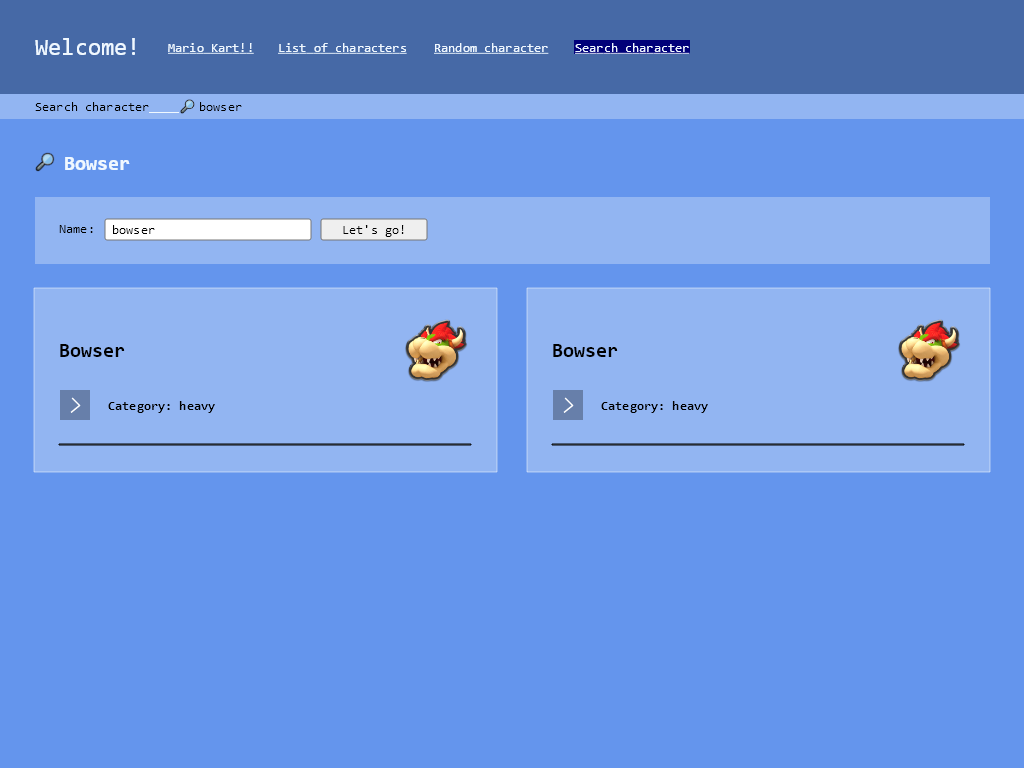 Welcome! Mario Kart!! List of characters Random character Search character
Search character____🔎 bowser
🔎 Bowser
Name: bowser Let's go!
Bowser
Category: heavy
Bowser
Category: heavy